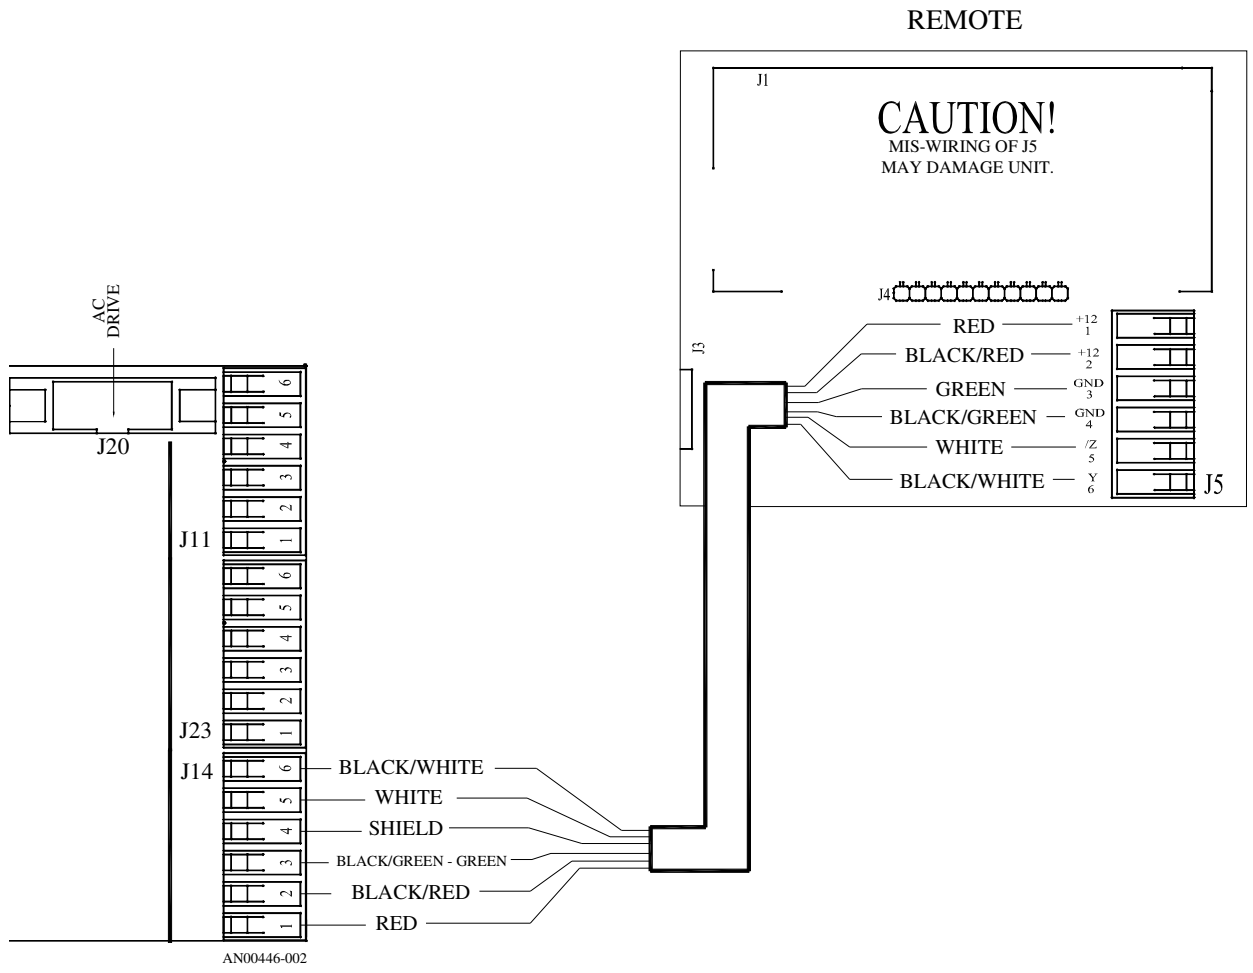 REMOTE
J1
CAUTION!
MIS-WIRING OF J5
MAY DAMAGE UNIT.
J4
J3
RED
+12
1
BLACK/RED
+12
2
GREEN
GND
3
BLACK/GREEN
GND
4
WHITE
/Z
5
BLACK/WHITE
Y
6
J5
AC
DRIVE
J20
6
5
4
3
2
J11
1
6
5
4
3
2
J23
1
J14
6
BLACK/WHITE
5
WHITE
4
SHIELD
3
BLACK/GREEN - GREEN
2
BLACK/RED
1
RED
AN00446-002